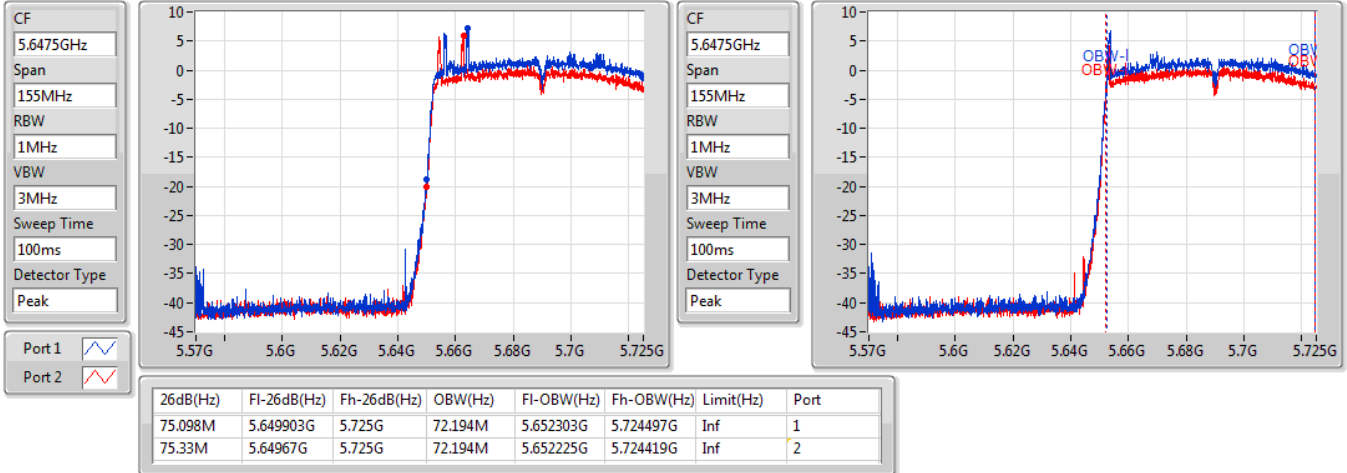 CF
5.6475GHz
Span
155MHz
RBW
1MHz
VBW
3MHz
Sweep Time
100ms
Detector Type
Peak
Port 1
Port 2
10
5
0
-5
-10
-15
-20
-25
-30
-35
-40
-45
5.57G 5.6G 5.62G 5.64G 5.66G 5.68G 5.7G 5.725G
CF
5.6475GHz
Span
155MHz
RBW
1MHz
VBW
3MHz
Sweep Time
100ms
Detector Type
Peak
10
5
0
-5
-10
-15
-20
-25
-30
-35
-40
-45
5.57G 5.6G 5.62G 5.64G 5.66G 5.68G 5.7G 5.725G
26dB(Hz) Fl-26dB(Hz) Fh-26dB(Hz) OBW(Hz) Fl-OBW(Hz) Fh-OBW(Hz) Limit(Hz) Port
75.098M 5.649903G 5.725G 72.194M 5.652303G 5.724497G Inf 1
75.33M 5.64967G 5.725G 72.194M 5.652225G 5.724419G Inf 2